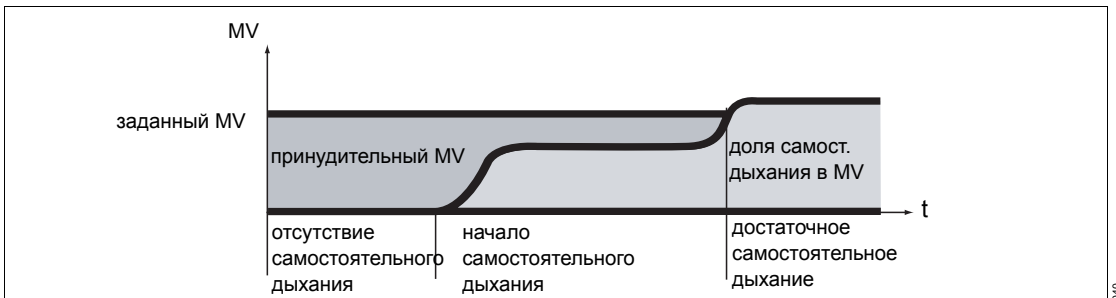 MV
заданный MV
принудительный MV
доля самост.
дыхания в MV
t
отсутствие
самостоятельного
дыхания
начало
самостоятельного
дыхания
достаточное
самостоятельное
дыхание